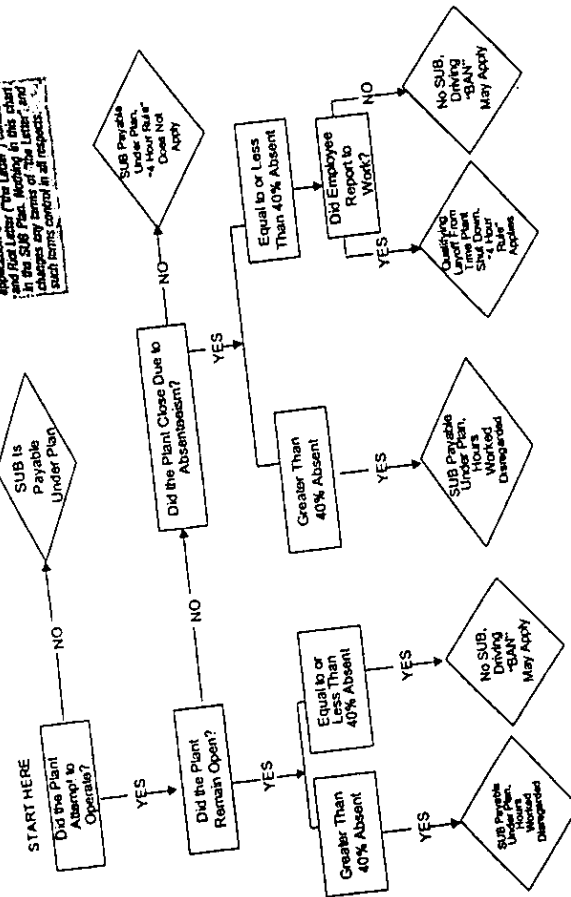 application
and Riot Letter ("the Letter")
in the SUB Plan. Nothing in this chart
changes any terms of "the Letter" and
such terms control in all respects.
START HERE
Did the Plant
Attempt to
Operate?
NO
SUB Is
Payable
Under Plan
YES
Did the Plant
Remain Open?
NO
Did the Plant Close Due to
Absenteeism?
NO
SUB Payable
Under Plan,
"4 Hour Rule"
Does Not
Apply
YES
Greater Than
40% Absent
YES
SUB Payable
Under Plan,
Hours
Worked
Disregarded
Equal to or
Less Than
40% Absent
YES
No SUB,
Driving
"BAN"
May Apply
YES
Greater Than
40% Absent
YES
SUB Payable
Under Plan,
Hours
Worked
Disregarded
Equal to or Less
Than 40% Absent
Did Employee
Report to
Work?
YES
Qualifying
Layoff From
Time Plant
Shut Down,
"4 Hour
Rule"
Applies
NO
No SUB,
Driving
"BAN"
May Apply